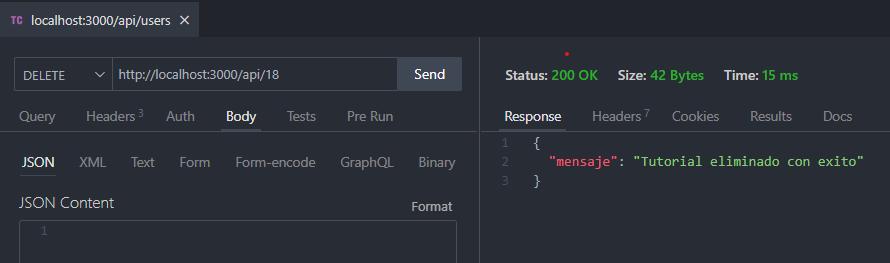 TC localhost:3000/api/users ×
DELETE http://localhost:3000/api/18 Send
Query Headers 3 Auth Body Tests Pre Run
JSON XML Text Form Form-encode GraphQL Binary
JSON Content Format
1
Status: 200 OK Size: 42 Bytes Time: 15 ms
Response Headers 7 Cookies Results Docs
1 {
2 "mensaje": "Tutorial eliminado con exito"
3 }